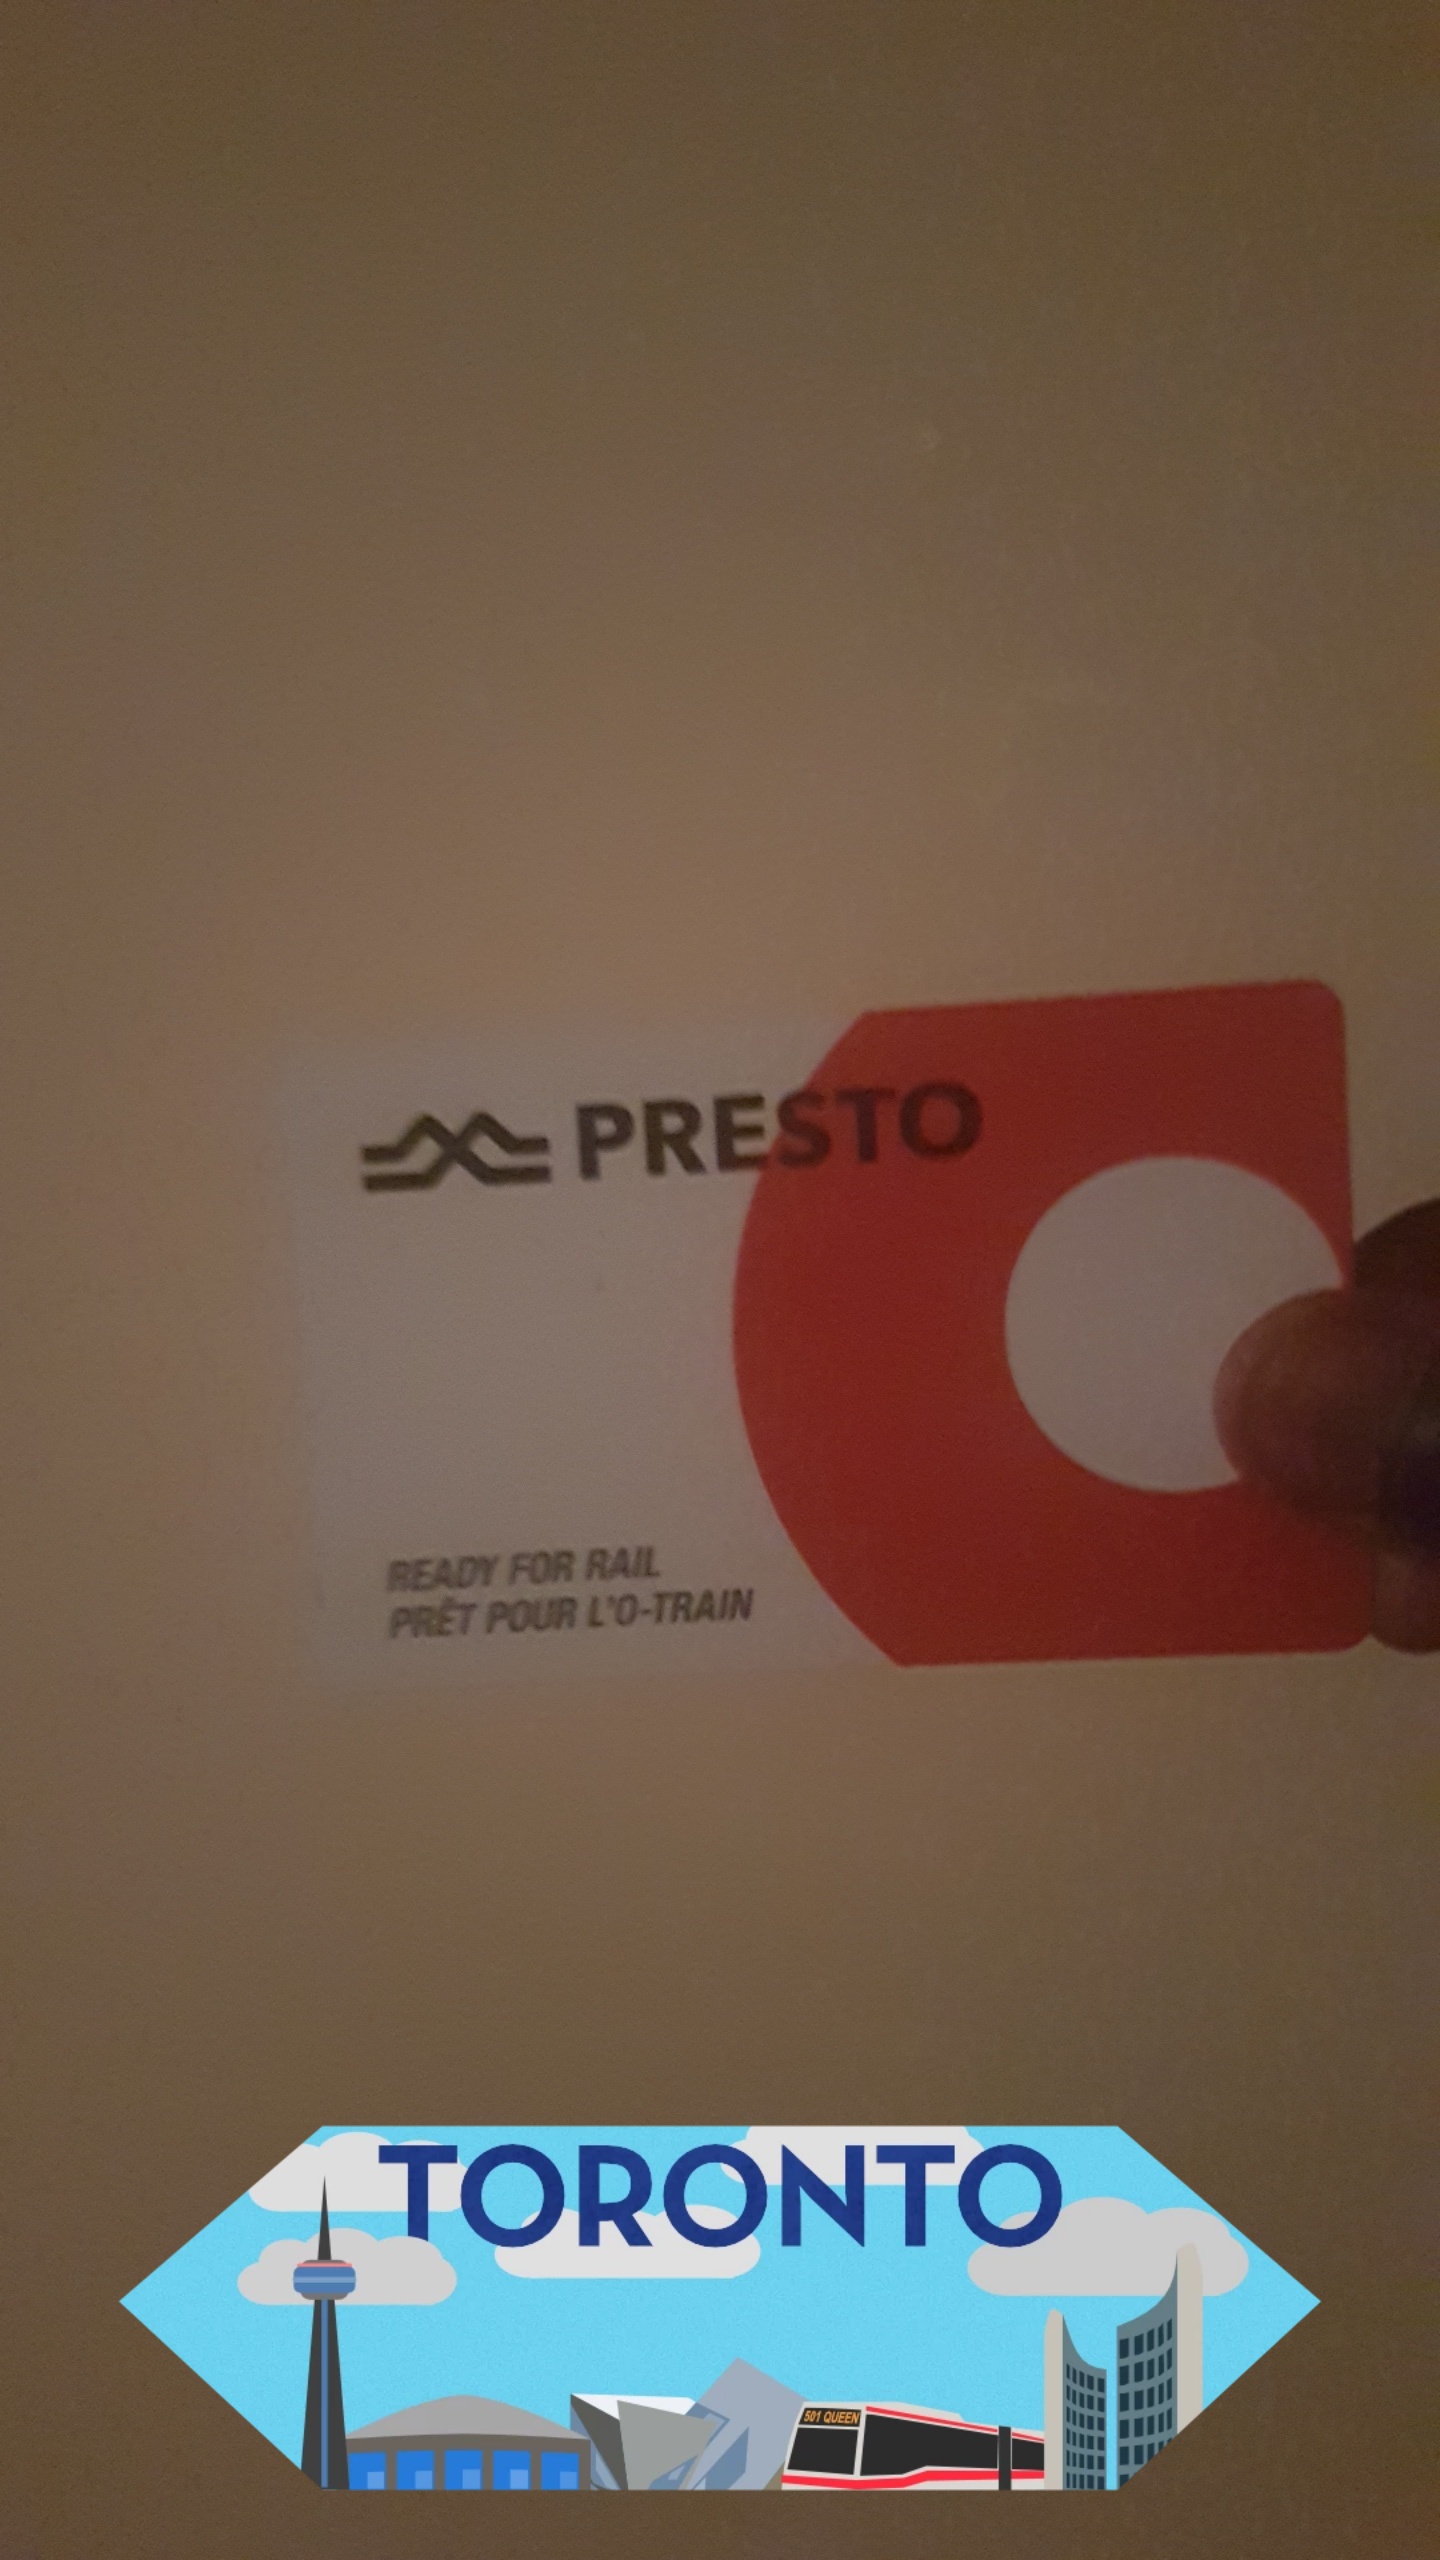 PRESTO
READY FOR RAIL
PRÊT POUR L'O-TRAIN
TORONTO
501 QUEEN